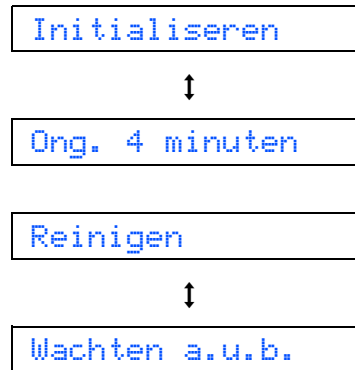 Initialiseren
Ong. 4 minuten
Reinigen
Wachten a.u.b.